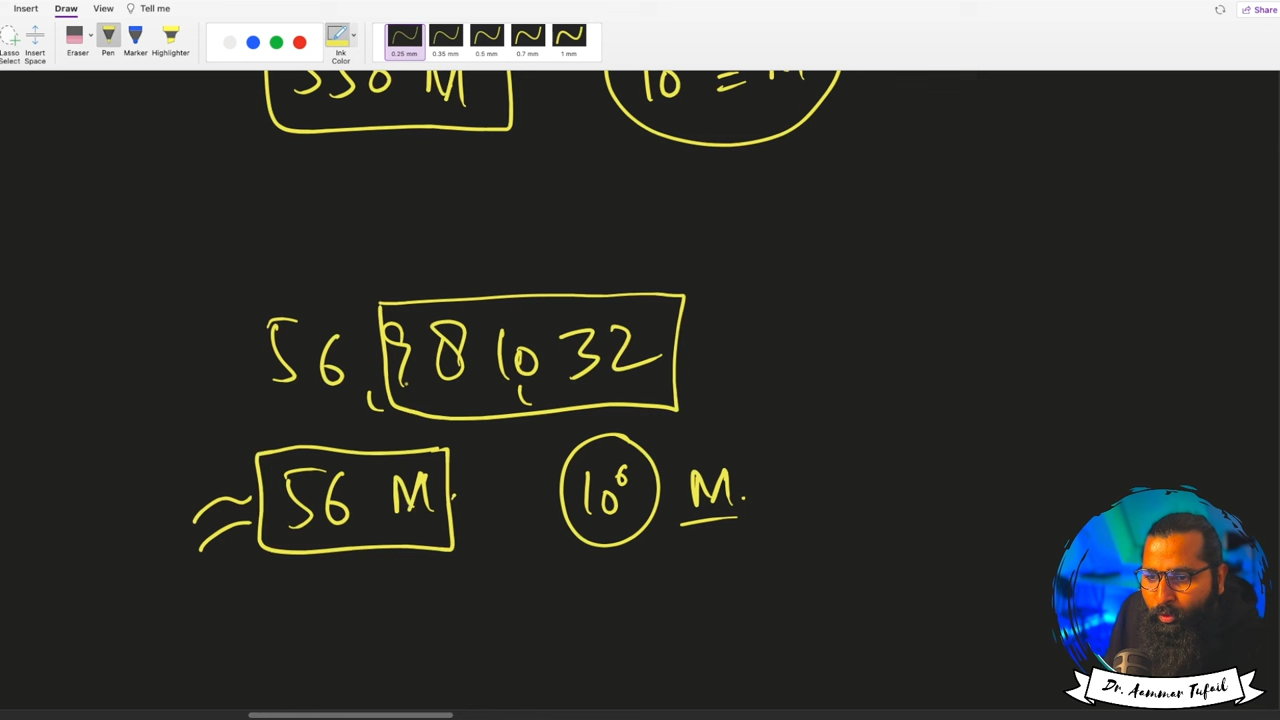 Insert Draw View Tell me Share
Lasso Select Insert Space Eraser Pen Marker Highlighter Ink Color 0.25 mm 0.35 mm 0.5 mm 0.7 mm 1 mm
550 M 10 = M
56,981,032
≈ 56 M. 10⁶ M.
Dr. Aammar Tufail